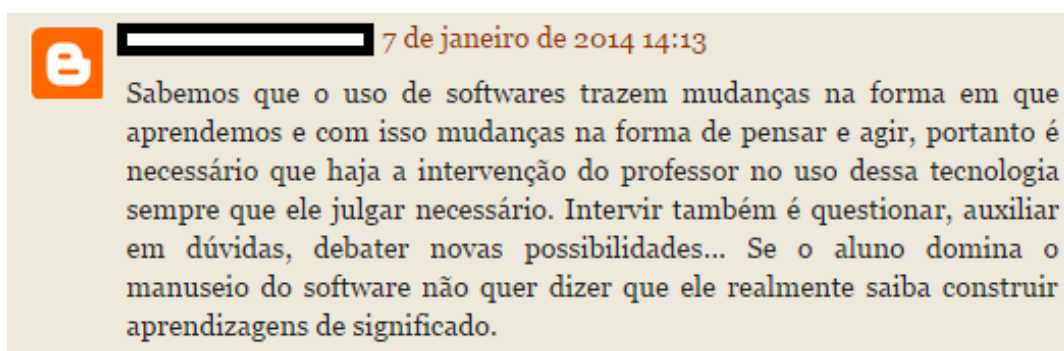 7 de janeiro de 2014 14:13
Sabemos que o uso de softwares trazem mudanças na forma em que
aprendemos e com isso mudanças na forma de pensar e agir, portanto é
necessário que haja a intervenção do professor no uso dessa tecnologia
sempre que ele julgar necessário. Intervir também é questionar, auxiliar
em dúvidas, debater novas possibilidades... Se o aluno domina o
manuseio do software não quer dizer que ele realmente saiba construir
aprendizagens de significado.